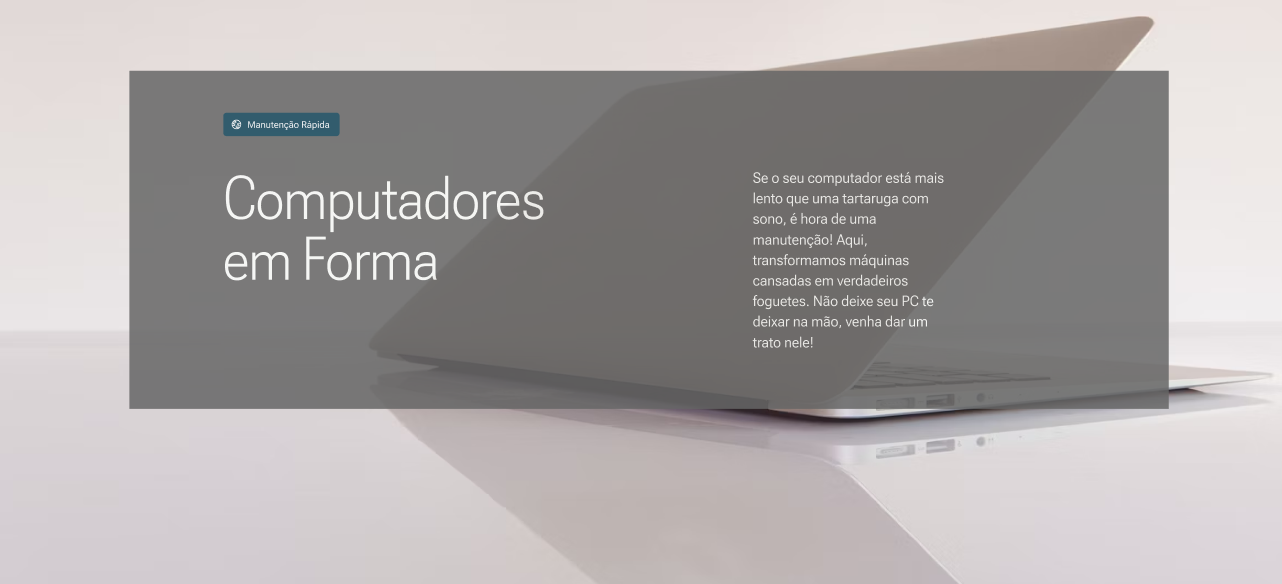 Manutenção Rápida
Computadores
em Forma
Se o seu computador está mais
lento que uma tartaruga com
sono, é hora de uma
manutenção! Aqui,
transformamos máquinas
cansadas em verdadeiros
foguetes. Não deixe seu PC te
deixar na mão, venha dar um
trato nele!